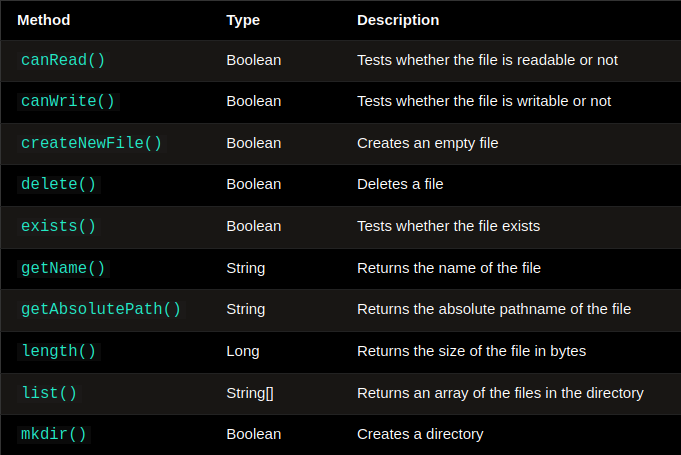 Method Type Description
canRead() Boolean Tests whether the file is readable or not
canWrite() Boolean Tests whether the file is writable or not
createNewFile() Boolean Creates an empty file
delete() Boolean Deletes a file
exists() Boolean Tests whether the file exists
getName() String Returns the name of the file
getAbsolutePath() String Returns the absolute pathname of the file
length() Long Returns the size of the file in bytes
list() String[] Returns an array of the files in the directory
mkdir() Boolean Creates a directory